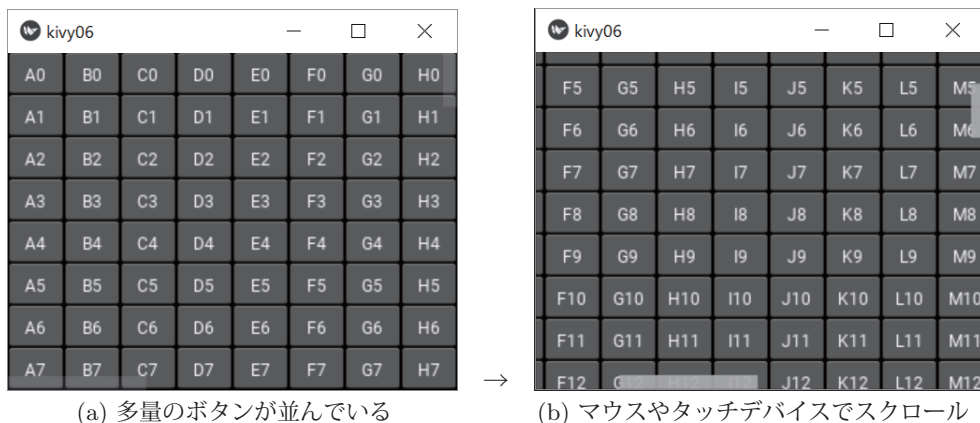 kivy06
A0 B0 C0 D0 E0 F0 G0 H0
A1 B1 C1 D1 E1 F1 G1 H1
A2 B2 C2 D2 E2 F2 G2 H2
A3 B3 C3 D3 E3 F3 G3 H3
A4 B4 C4 D4 E4 F4 G4 H4
A5 B5 C5 D5 E5 F5 G5 H5
A6 B6 C6 D6 E6 F6 G6 H6
A7 B7 C7 D7 E7 F7 G7 H7
(a) 多量のボタンが並んでいる
→
kivy06
F5 G5 H5 I5 J5 K5 L5 M5
F6 G6 H6 I6 J6 K6 L6 M6
F7 G7 H7 I7 J7 K7 L7 M7
F8 G8 H8 I8 J8 K8 L8 M8
F9 G9 H9 I9 J9 K9 L9 M9
F10 G10 H10 I10 J10 K10 L10 M10
F11 G11 H11 I11 J11 K11 L11 M11
F12 G12 H12 I12 J12 K12 L12 M12
(b) マウスやタッチデバイスでスクロール